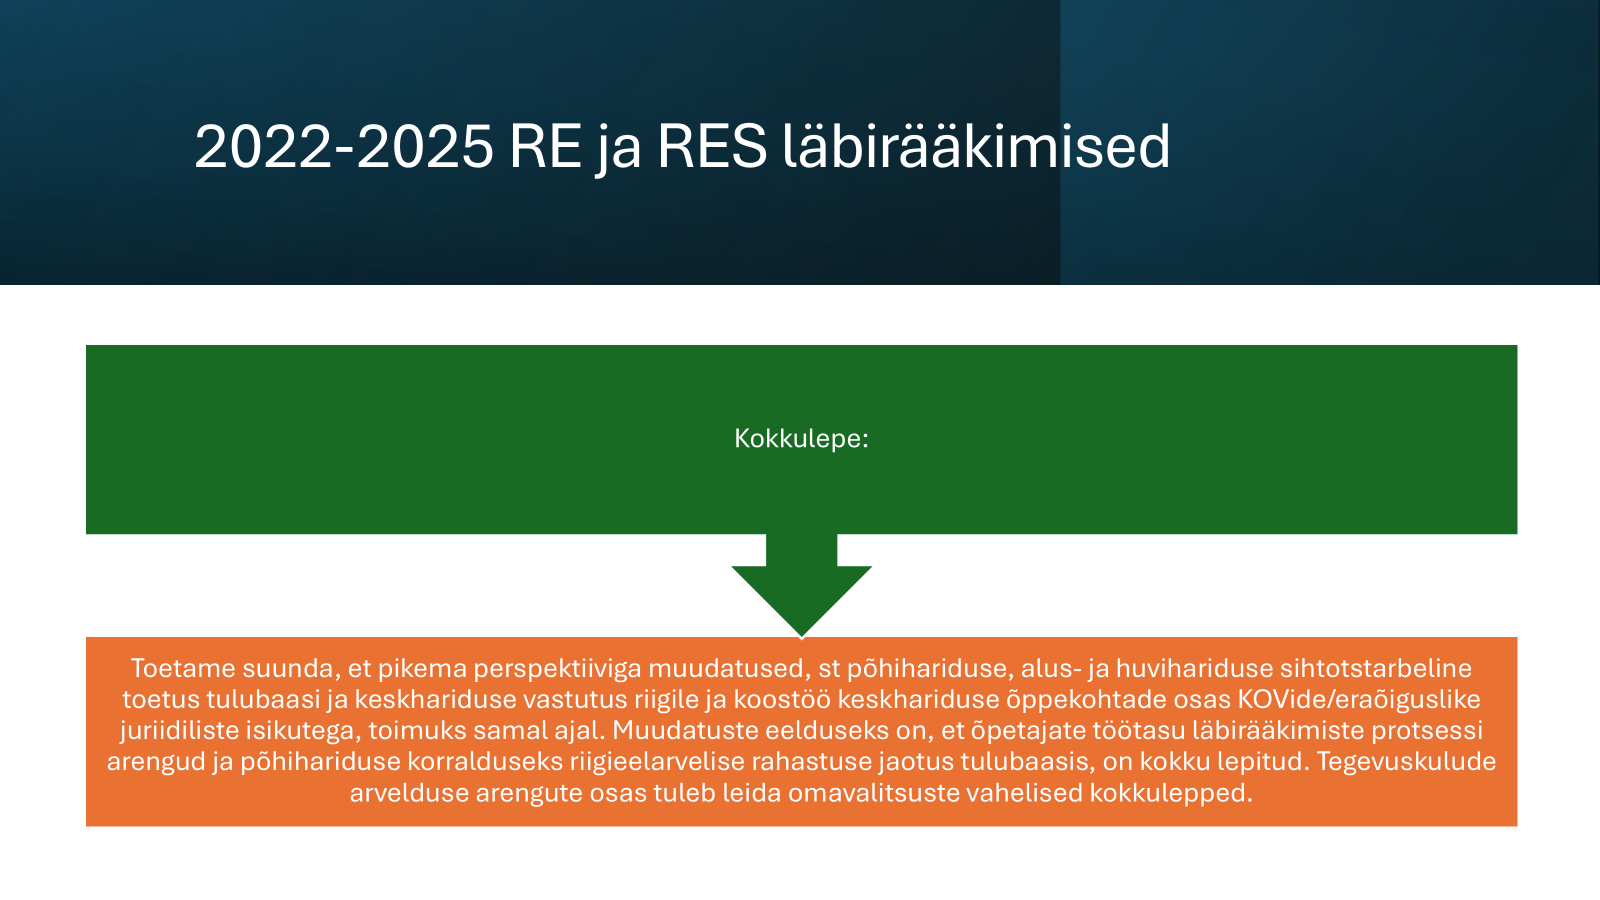 2022-2025 RE ja RES läbirääkimised
Kokkulepe:
Toetame suunda, et pikema perspektiiviga muudatused, st põhihariduse, alus- ja huvihariduse sihtotstarbeline
toetus tulubaasi ja keskhariduse vastutus riigile ja koostöö keskhariduse õppekohtade osas KOVide/eraõiguslike
juriidiliste isikutega, toimuks samal ajal. Muudatuste eelduseks on, et õpetajate töötasu läbirääkimiste protsessi
arengud ja põhihariduse korralduseks riigieelarvelise rahastuse jaotus tulubaasis, on kokku lepitud. Tegevuskulude
arvelduse arengute osas tuleb leida omavalitsuste vahelised kokkulepped.